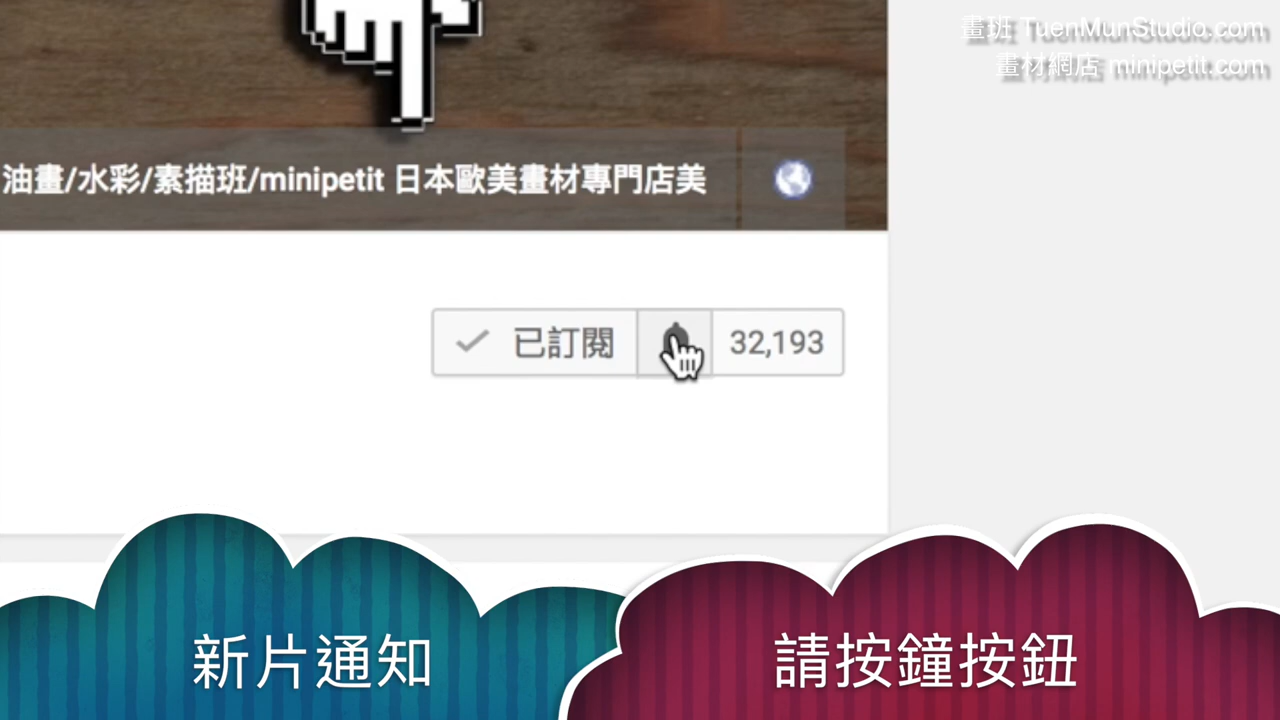 畫班 TuenMunStudio.com
畫材網店 minipetit.com
油畫/水彩/素描班/minipetit 日本歐美畫材專門店美
已訂閱 32,193
新片通知
請按鐘按鈕